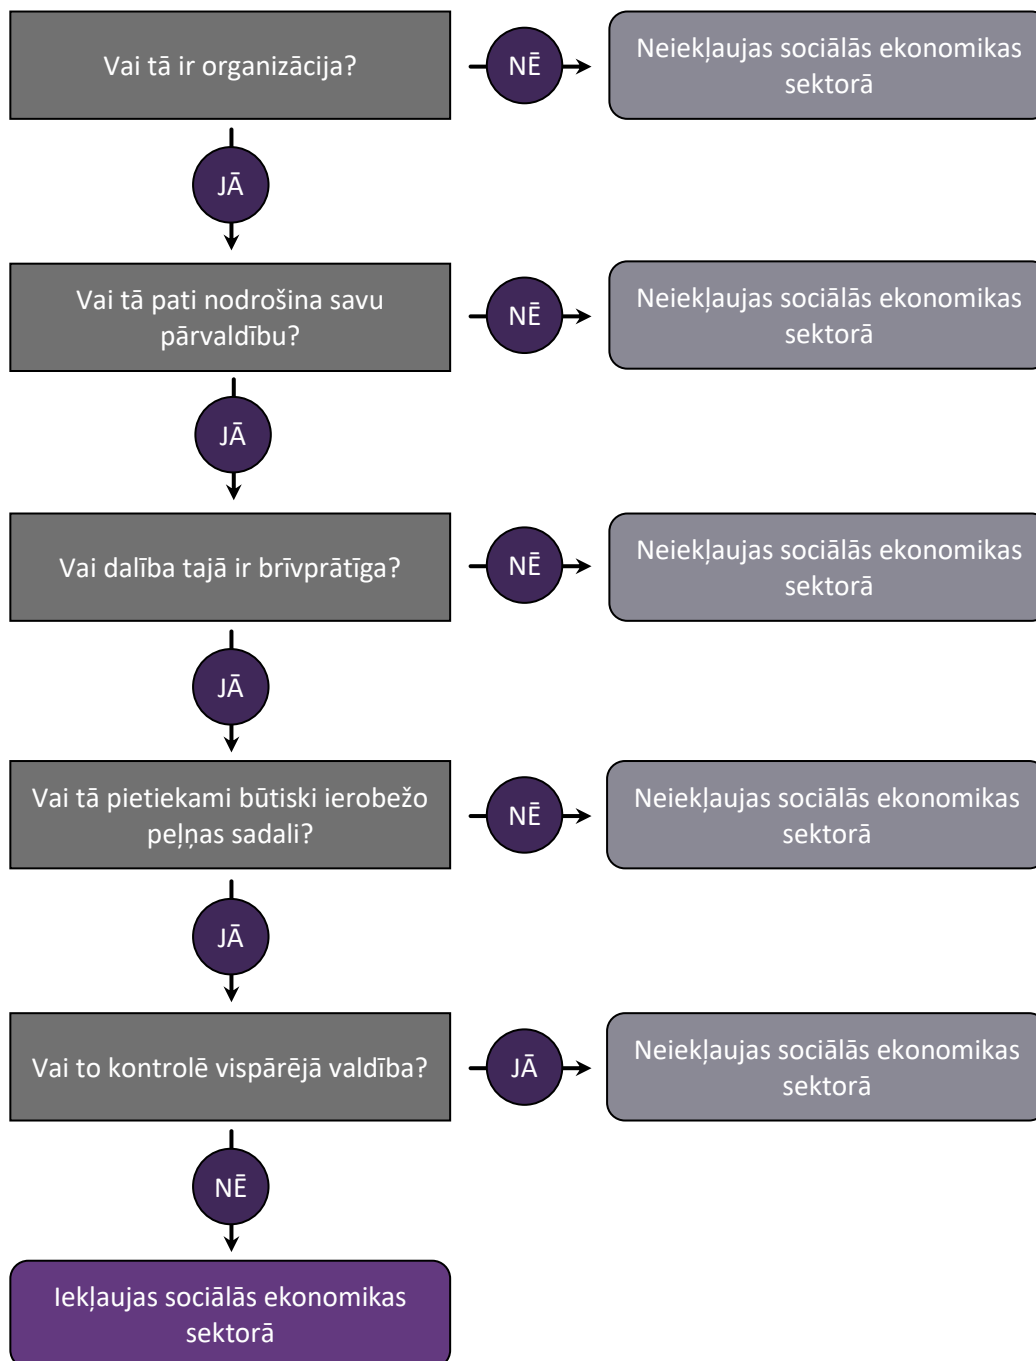 Vai tā ir organizācija?
NĒ
Neiekļaujas sociālās ekonomikas
sektorā
JĀ
Vai tā pati nodrošina savu
pārvaldību?
NĒ
Neiekļaujas sociālās ekonomikas
sektorā
JĀ
Vai dalība tajā ir brīvprātīga?
NĒ
Neiekļaujas sociālās ekonomikas
sektorā
JĀ
Vai tā pietiekami būtiski ierobežo
peļņas sadali?
NĒ
Neiekļaujas sociālās ekonomikas
sektorā
JĀ
Vai to kontrolē vispārējā valdība?
JĀ
Neiekļaujas sociālās ekonomikas
sektorā
NĒ
Iekļaujas sociālās ekonomikas
sektorā